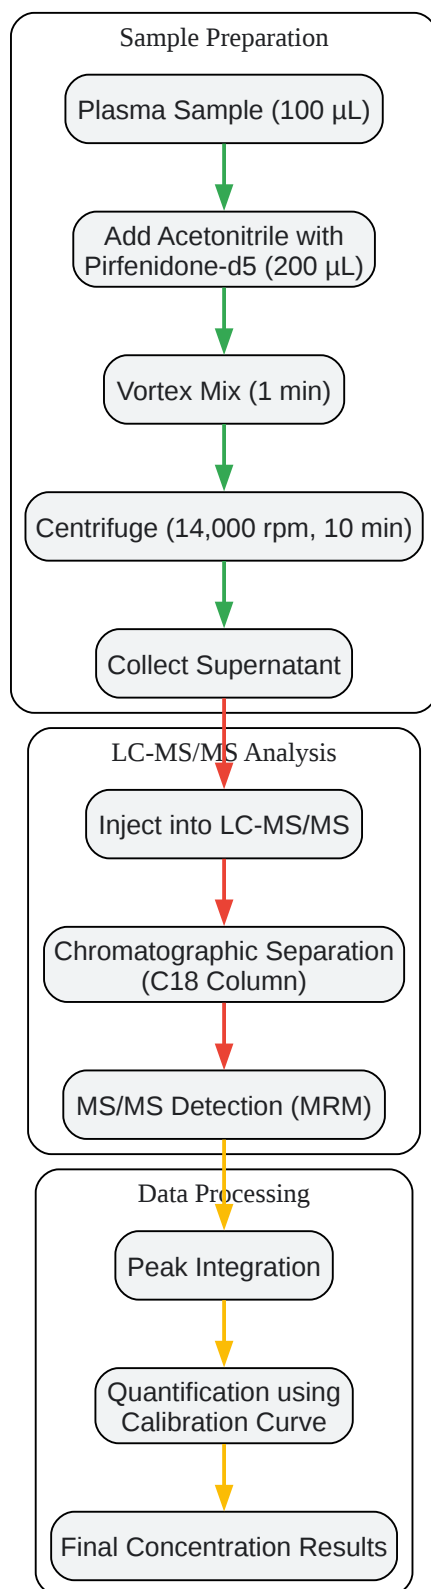 Sample Preparation
Plasma Sample (100 µL)
Add Acetonitrile with
Pirfenidone-d5 (200 µL)
Vortex Mix (1 min)
Centrifuge (14,000 rpm, 10 min)
Collect Supernatant
LC-MS/MS Analysis
Inject into LC-MS/MS
Chromatographic Separation
(C18 Column)
MS/MS Detection (MRM)
Data Processing
Peak Integration
Quantification using
Calibration Curve
Final Concentration Results